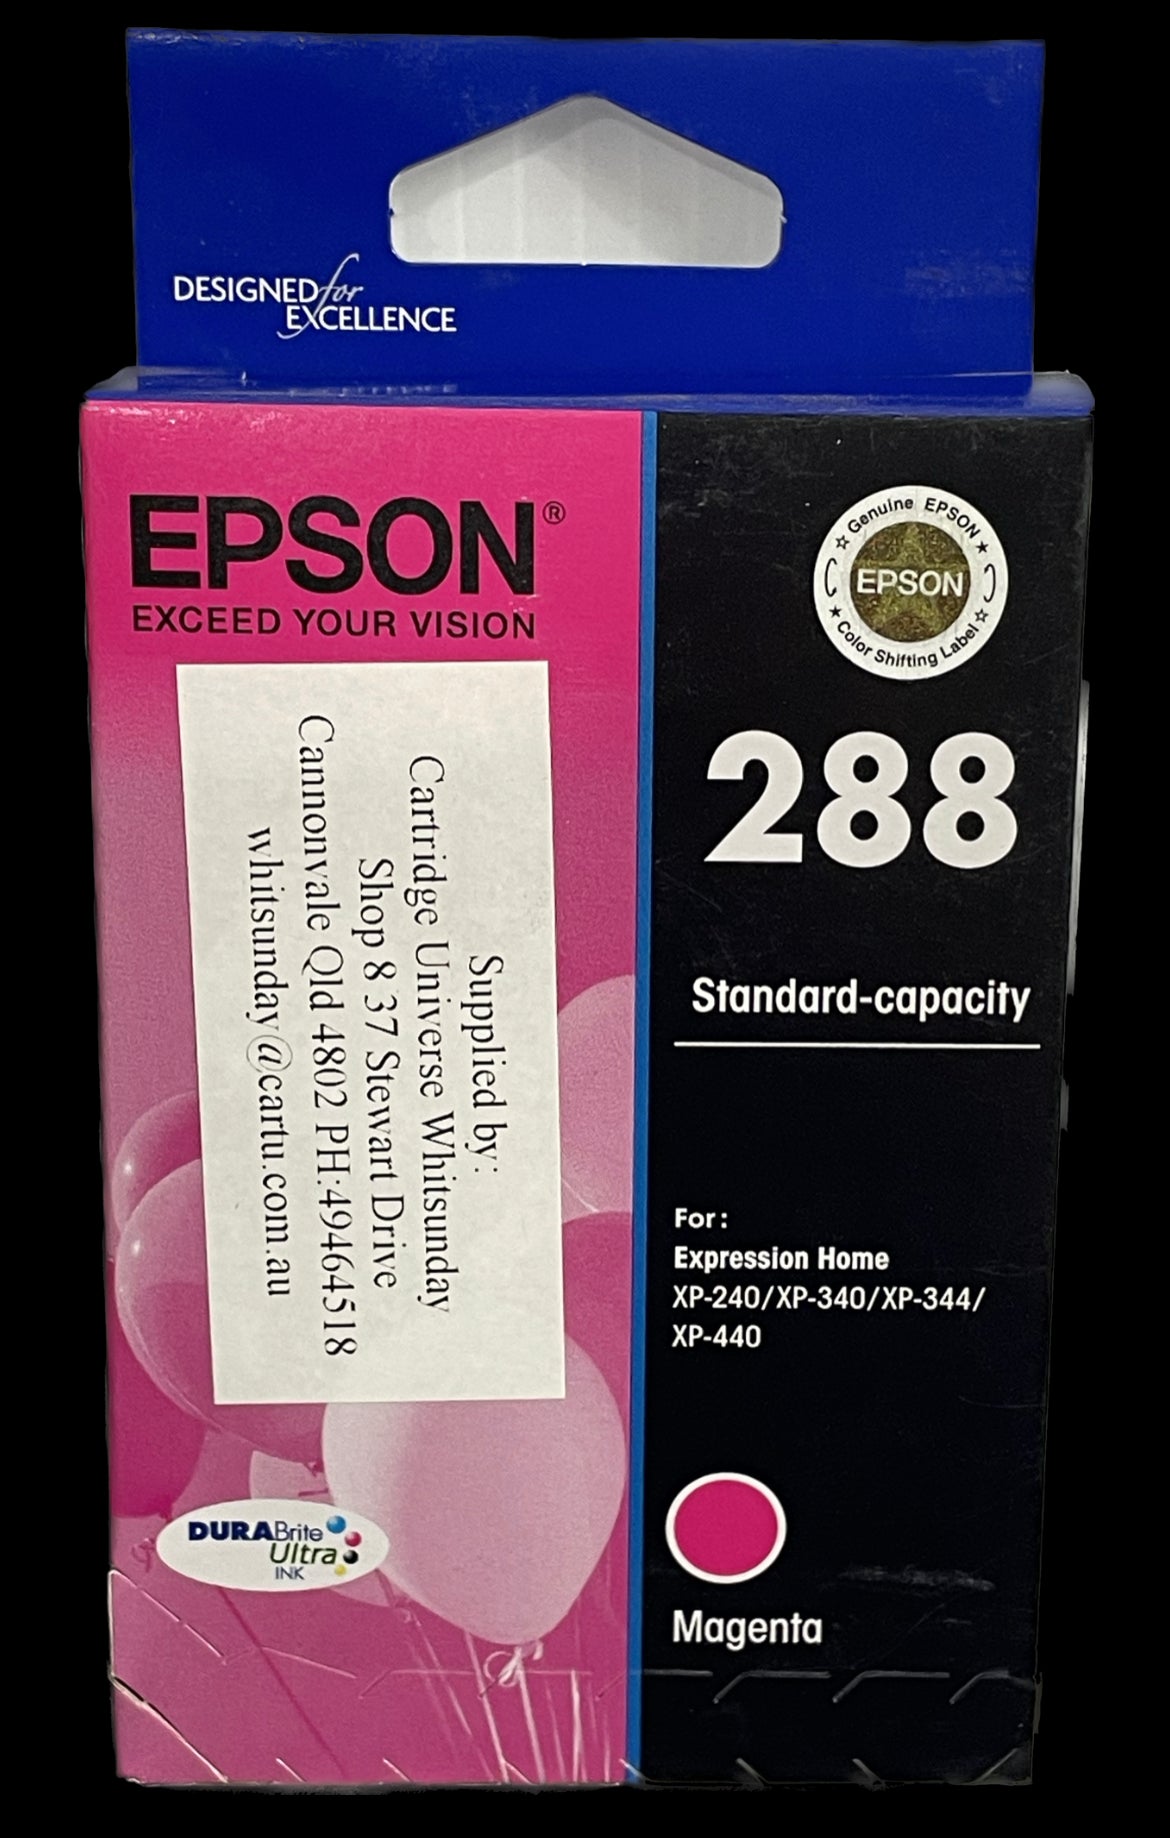 DESIGNED for
EXCELLENCE
EPSON®
EXCEED YOUR VISION
Supplied by:
Cartridge Universe Whitsunday
Shop 8 37 Stewart Drive
Cannonvale Qld 4802 PH:49464518
whitsunday@cartu.com.au
DURABrite
Ultra
INK
Genuine EPSON
EPSON
Color Shifting Label
288
Standard-capacity
For:
Expression Home
XP-240/XP-340/XP-344/
XP-440
Magenta